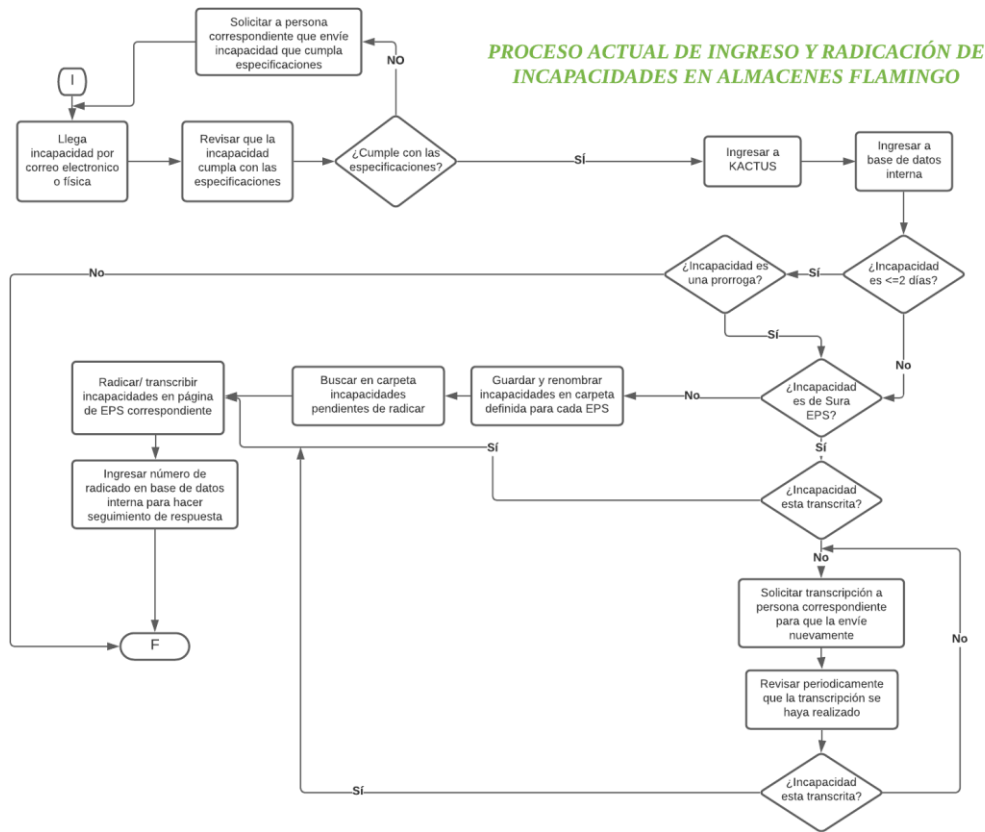 PROCESO ACTUAL DE INGRESO Y RADICACIÓN DE
INCAPACIDADES EN ALMACENES FLAMINGO
Solicitar a persona
correspondiente que envíe
incapacidad que cumpla
especificaciones
NO
I
Llega
incapacidad por
correo electronico
o física
Revisar que la
incapacidad
cumpla con las
especificaciones
¿Cumple con las
especificaciones?
SÍ
Ingresar a
KACTUS
Ingresar a
base de datos
interna
¿Incapacidad
es <=2 días?
Sí
¿Incapacidad es
una prorroga?
No
Sí
No
¿Incapacidad
es de Sura
EPS?
No
Guardar y renombrar
incapacidades en carpeta
definida para cada EPS
Buscar en carpeta
incapacidades
pendientes de radicar
Radicar/ transcribir
incapacidades en página
de EPS correspondiente
Sí
Sí
Ingresar número de
radicado en base de datos
interna para hacer
seguimiento de respuesta
¿Incapacidad
esta transcrita?
No
Solicitar transcripción a
persona correspondiente
para que la envíe
nuevamente
No
F
Revisar periodicamente
que la transcripción se
haya realizado
¿Incapacidad
esta transcrita?
Sí